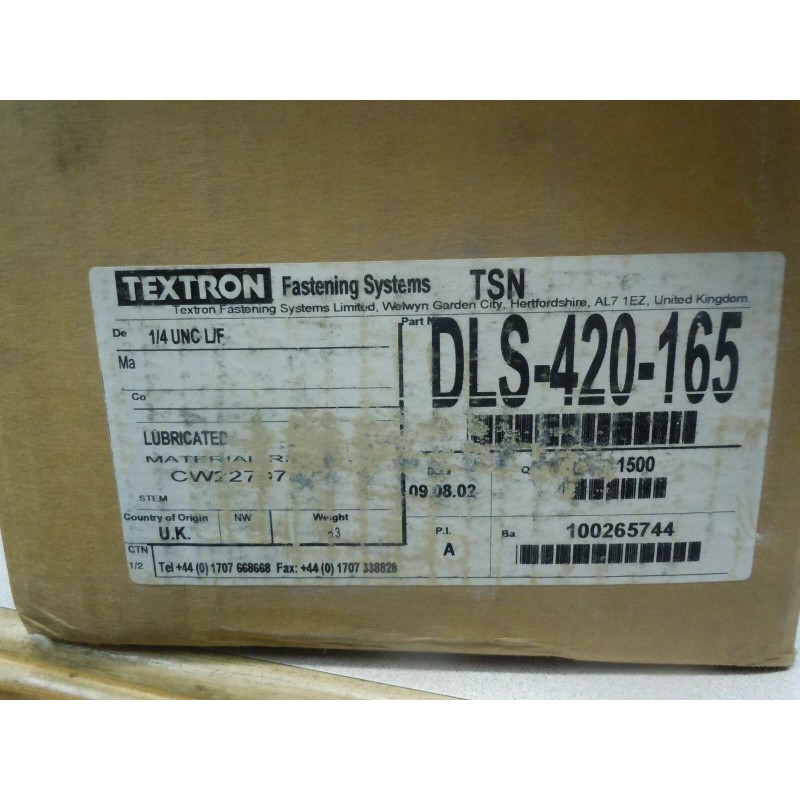 TEXTRON Fastening Systems TSN
Textron Fastening Systems Limited, Welwyn Garden City, Hertfordshire, AL7 1EZ, United Kingdom.
De 1/4 UNC L/F
Part
DLS-420-165
Ma
Co
LUBRICATED
MATERIAL
STEM
09.08.02
Q 1500
Country of Origin NW Weight
U.K.
P.I.
A
Ba 100265744
CTN
1/2
Tel +44 (0) 1707 668668 Fax: +44 (0) 1707 338828